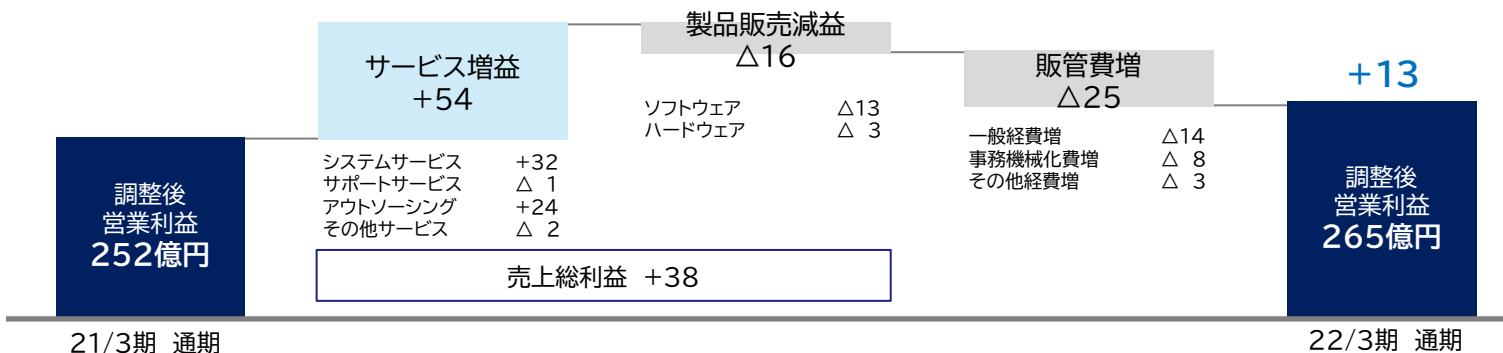 調整後
営業利益
252億円
21/3期 通期
サービス増益
+54
システムサービス +32
サポートサービス △ 1
アウトソーシング +24
その他サービス △ 2
売上総利益 +38
製品販売減益
△16
ソフトウェア △13
ハードウェア △ 3
販管費増
△25
一般経費増 △14
事務機械化費増 △ 8
その他経費増 △ 3
+13
調整後
営業利益
265億円
22/3期 通期